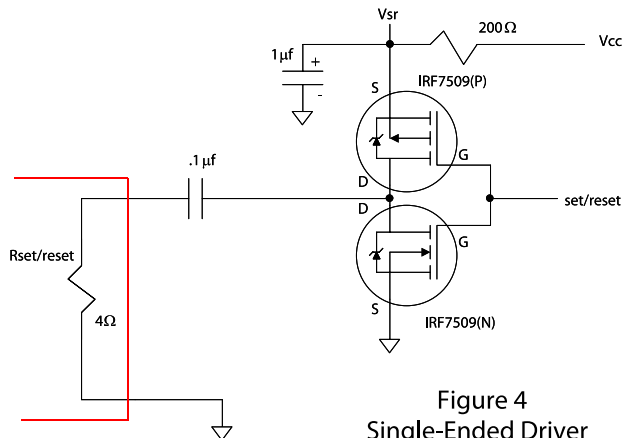 Vsr
200Ω
Vcc
1µf
+
-
IRF7509(P)
S
G
D
.1µf
D
set/reset
G
Rset/reset
4Ω
S
IRF7509(N)
Figure 4
Single-Ended Driver